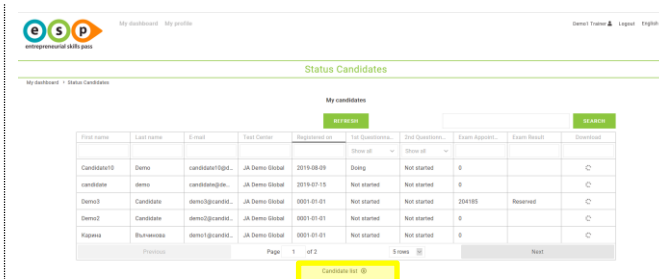 esp
entrepreneurial skills pass
My dashboard My profile
Demo1 Trainer Logout English
Status Candidates
My dashboard Status Candidates
My candidates
REFRESH SEARCH
First name Last name E-mail Test Center Registered on 1st Questionna... 2nd Questionn... Exam Appoint... Exam Result Download
Show all Show all
Candidate10 Demo candidate10@d... JA Demo Global 2019-08-09 Doing Not started 0
candidate demo candidate@de... JA Demo Global 2019-07-15 Not started Not started 0
Demo3 Candidate demo3@candid... JA Demo Global 0001-01-01 Not started Not started 204185 Reserved
Demo2 Candidate demo2@candid... JA Demo Global 0001-01-01 Not started Not started 0
Карина Вълчинова demo1@candid... JA Demo Global 0001-01-01 Not started Not started 0
Previous Page 1 of 2 5 rows Next
Candidate list